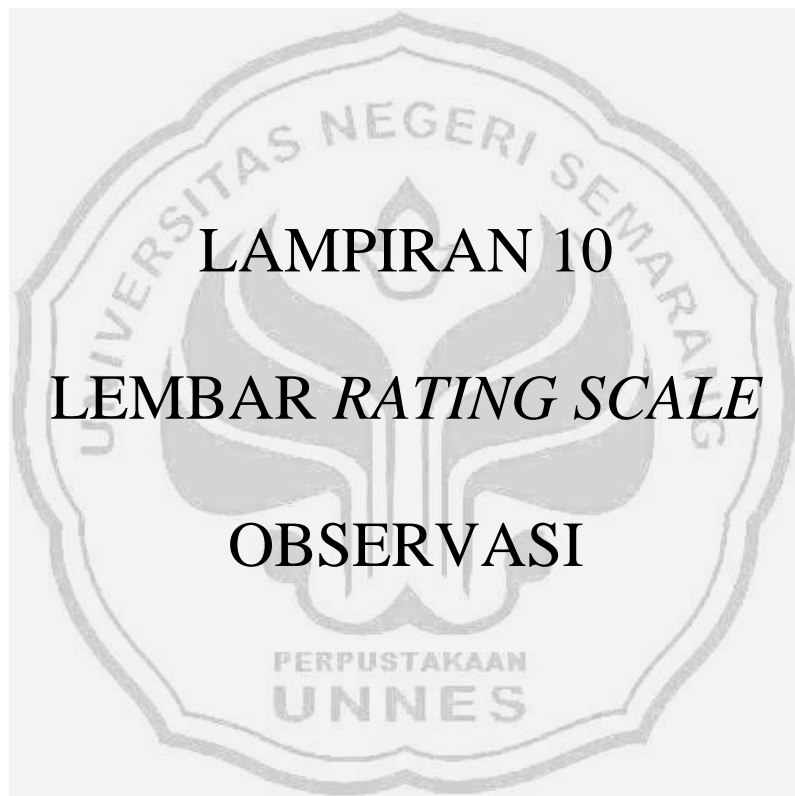 UNIVERSITAS NEGERI SEMARANG
LAMPIRAN 10
LEMBAR RATING SCALE
OBSERVASI
PERPUSTAKAAN
UNNES